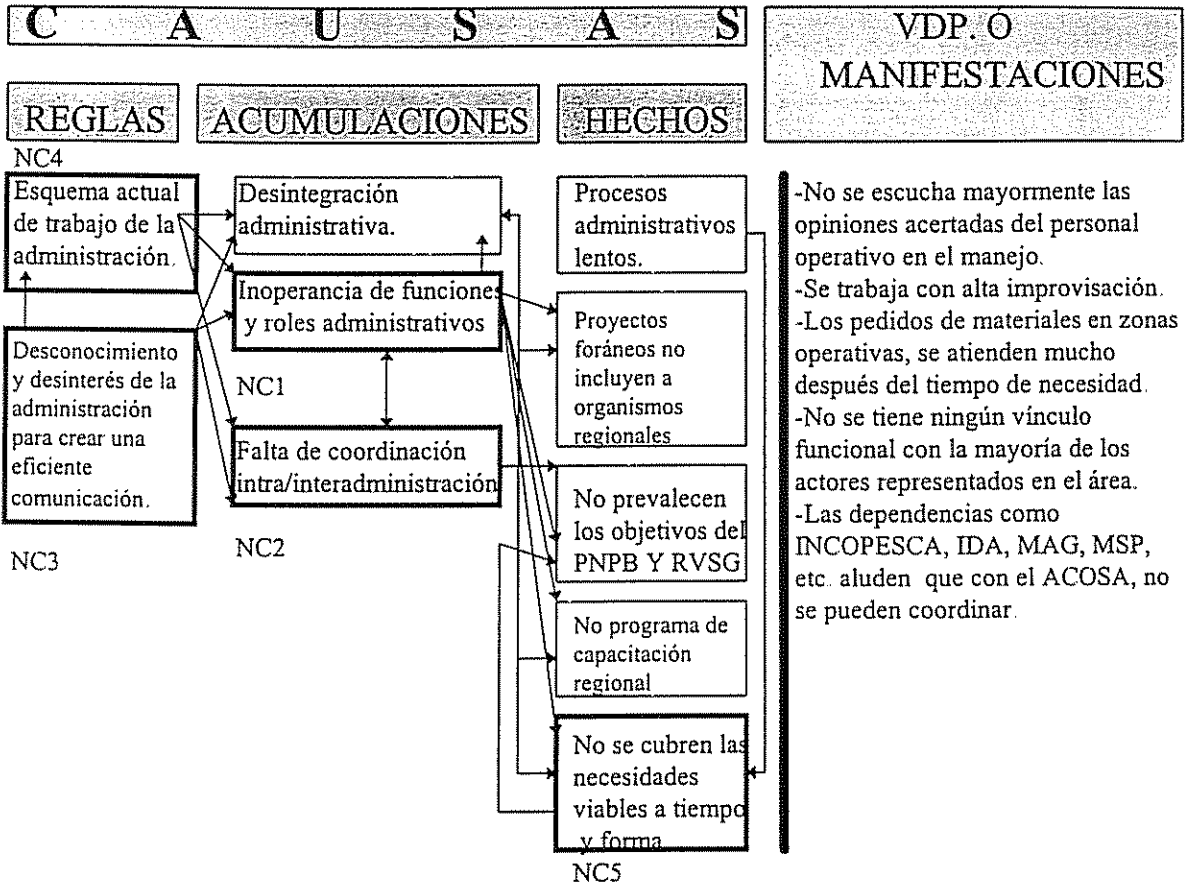 C A U S A S
VDP. Ó
MANIFESTACIONES
REGLAS
ACUMULACIONES
HECHOS
NC4
Esquema actual
de trabajo de la
administración.
Desconocimiento
y desinterés de la
administración
para crear una
eficiente
comunicación.
NC3
Desintegración
administrativa.
Inoperancia de funciones
y roles administrativos
NC1
Falta de coordinación
intra/interadministración
NC2
Procesos
administrativos
lentos.
Proyectos
foráneos no
incluyen a
organismos
regionales
No prevalecen
los objetivos del
PNPB Y RVSG
No programa de
capacitación
regional
No se cubren las
necesidades
viables a tiempo
y forma
NC5
-No se escucha mayormente las
opiniones acertadas del personal
operativo en el manejo.
-Se trabaja con alta improvisación.
-Los pedidos de materiales en zonas
operativas, se atienden mucho
después del tiempo de necesidad.
-No se tiene ningún vínculo
funcional con la mayoría de los
actores representados en el área.
-Las dependencias como
INCOPESCA, IDA, MAG, MSP,
etc. aluden que con el ACOSA, no
se pueden coordinar.